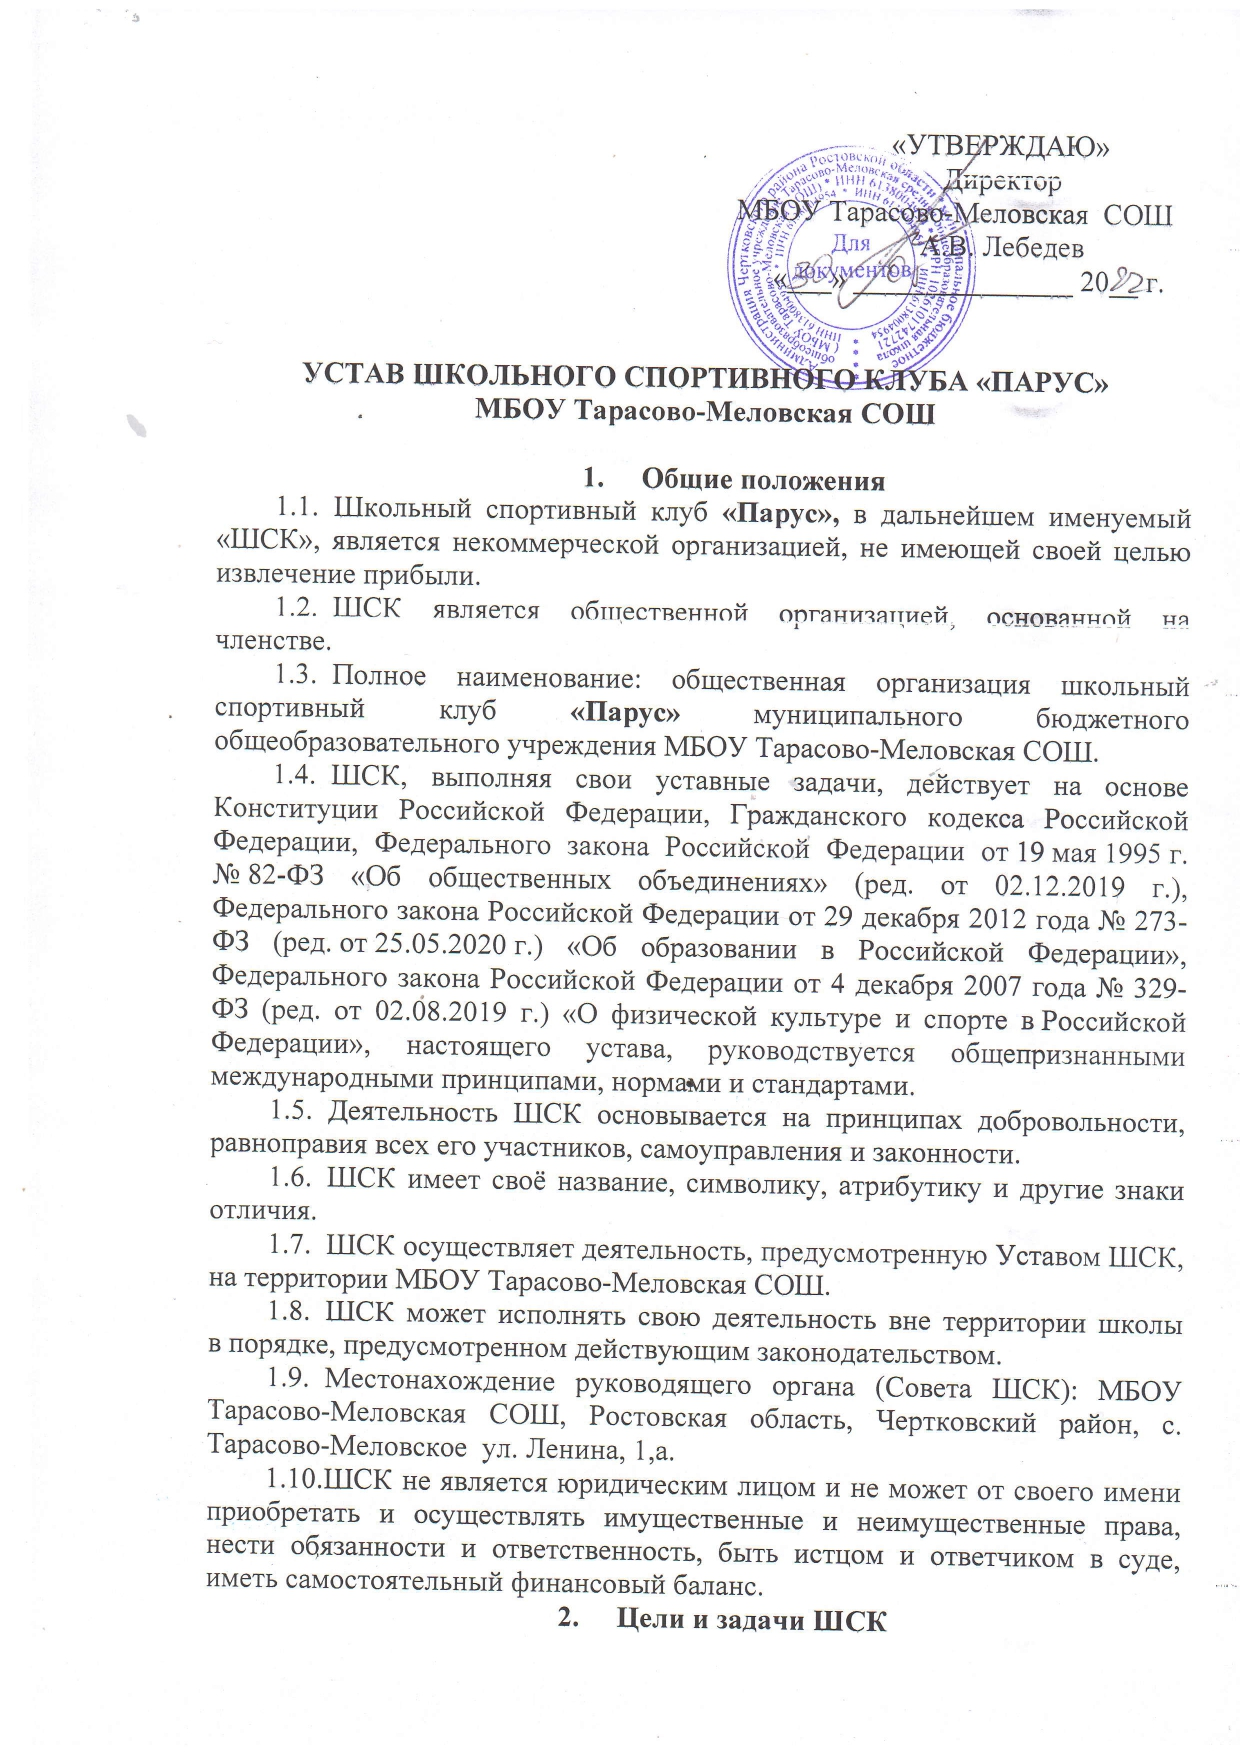 «УТВЕРЖДАЮ»
Директор
МБОУ Тарасово-Меловская СОШ
А.В. Лебедев
«30» 2022 г.
Для
документов
УСТАВ ШКОЛЬНОГО СПОРТИВНОГО КЛУБА «ПАРУС»
МБОУ Тарасово-Меловская СОШ
1. Общие положения
1.1. Школьный спортивный клуб «Парус», в дальнейшем именуемый
«ШСК», является некоммерческой организацией, не имеющей своей целью
извлечение прибыли.
1.2. ШСК является общественной организацией, основанной на
членстве.
1.3. Полное наименование: общественная организация школьный
спортивный клуб «Парус» муниципального бюджетного
общеобразовательного учреждения МБОУ Тарасово-Меловская СОШ.
1.4. ШСК, выполняя свои уставные задачи, действует на основе
Конституции Российской Федерации, Гражданского кодекса Российской
Федерации, Федерального закона Российской Федерации от 19 мая 1995 г.
№ 82-ФЗ «Об общественных объединениях» (ред. от 02.12.2019 г.),
Федерального закона Российской Федерации от 29 декабря 2012 года № 273-
ФЗ (ред. от 25.05.2020 г.) «Об образовании в Российской Федерации»,
Федерального закона Российской Федерации от 4 декабря 2007 года № 329-
ФЗ (ред. от 02.08.2019 г.) «О физической культуре и спорте в Российской
Федерации», настоящего устава, руководствуется общепризнанными
международными принципами, нормами и стандартами.
1.5. Деятельность ШСК основывается на принципах добровольности,
равноправия всех его участников, самоуправления и законности.
1.6. ШСК имеет своё название, символику, атрибутику и другие знаки
отличия.
1.7. ШСК осуществляет деятельность, предусмотренную Уставом ШСК,
на территории МБОУ Тарасово-Меловская СОШ.
1.8. ШСК может исполнять свою деятельность вне территории школы
в порядке, предусмотренном действующим законодательством.
1.9. Местонахождение руководящего органа (Совета ШСК): МБОУ
Тарасово-Меловская СОШ, Ростовская область, Чертковский район, с.
Тарасово-Меловское ул. Ленина, 1,а.
1.10.ШСК не является юридическим лицом и не может от своего имени
приобретать и осуществлять имущественные и неимущественные права,
нести обязанности и ответственность, быть истцом и ответчиком в суде,
иметь самостоятельный финансовый баланс.
2. Цели и задачи ШСК